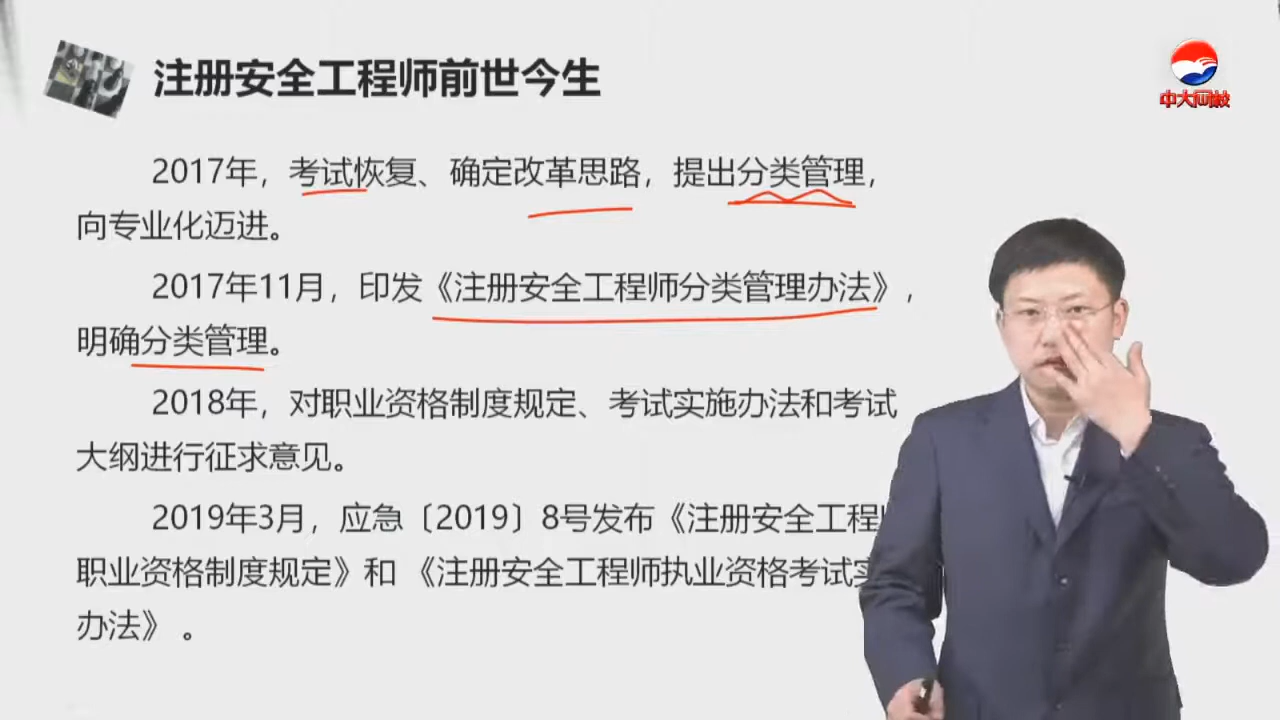 注册安全工程师前世今生
中大网校
2017年，考试恢复、确定改革思路，提出分类管理，
向专业化迈进。
2017年11月，印发《注册安全工程师分类管理办法》，
明确分类管理。
2018年，对职业资格制度规定、考试实施办法和考试
大纲进行征求意见。
2019年3月，应急〔2019〕8号发布《注册安全工程
职业资格制度规定》和《注册安全工程师执业资格考试实
办法》。